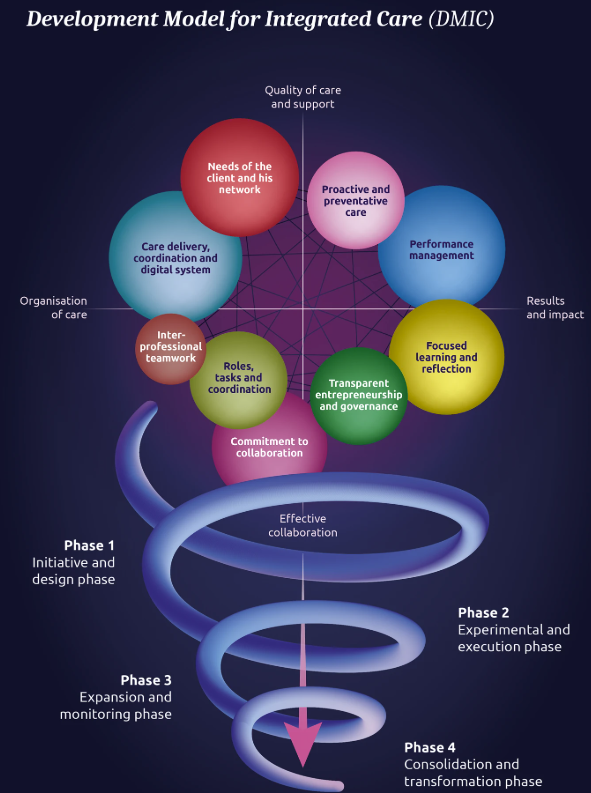 Development Model for Integrated Care (DMIC)
Quality of care
and support
Needs of the
client and his
network
Proactive and
preventative
care
Care delivery,
coordination and
digital system
Performance
management
Organisation
of care
Results
and impact
Inter-
professional
teamwork
Roles,
tasks and
coordination
Transparent
entrepreneurship
and governance
Focused
learning and
reflection
Commitment to
collaboration
Effective
collaboration
Phase 1
Initiative and
design phase
Phase 2
Experimental and
execution phase
Phase 3
Expansion and
monitoring phase
Phase 4
Consolidation and
transformation phase